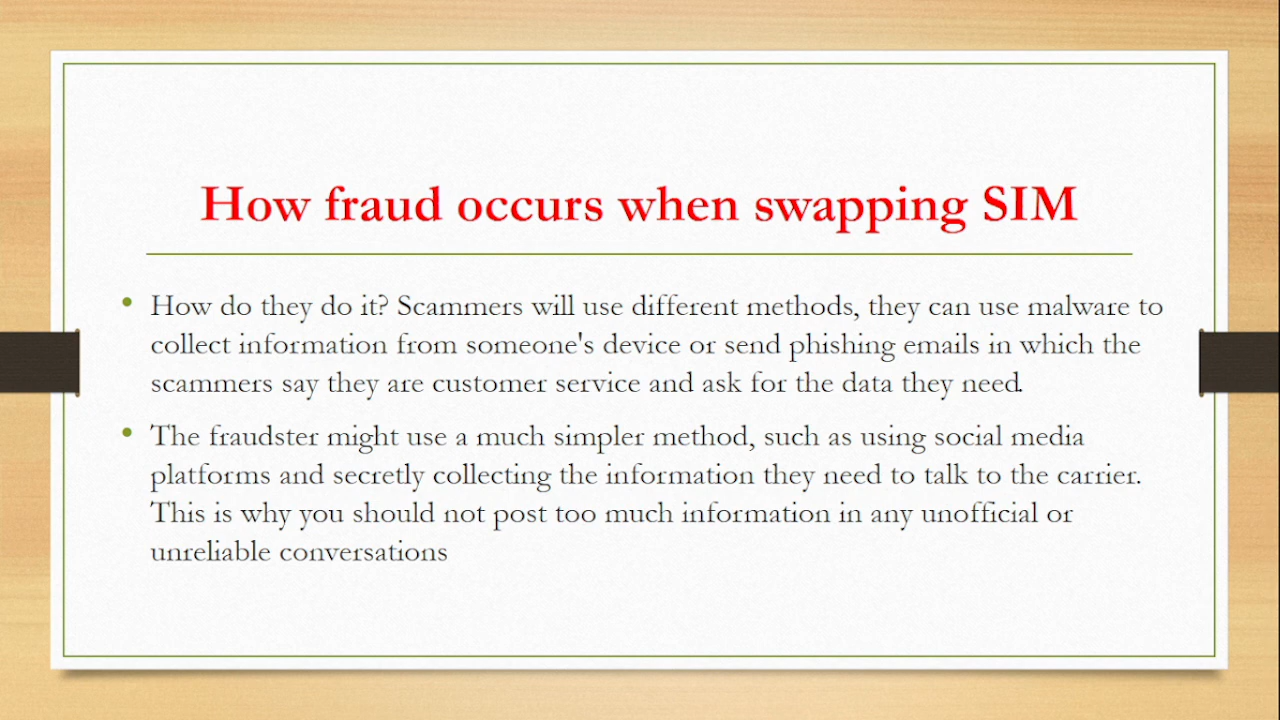 How fraud occurs when swapping SIM
• How do they do it? Scammers will use different methods, they can use malware to
collect information from someone's device or send phishing emails in which the
scammers say they are customer service and ask for the data they need.
• The fraudster might use a much simpler method, such as using social media
platforms and secretly collecting the information they need to talk to the carrier.
This is why you should not post too much information in any unofficial or
unreliable conversations